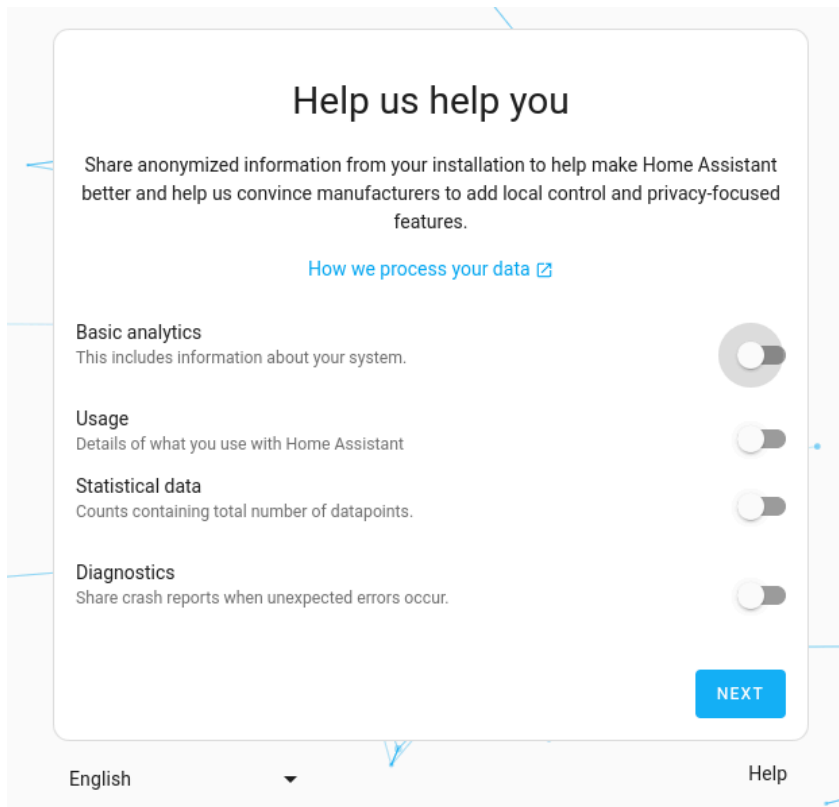 Help us help you
Share anonymized information from your installation to help make Home Assistant
better and help us convince manufacturers to add local control and privacy-focused
features.
How we process your data
Basic analytics
This includes information about your system.
Usage
Details of what you use with Home Assistant
Statistical data
Counts containing total number of datapoints.
Diagnostics
Share crash reports when unexpected errors occur.
NEXT
English
Help